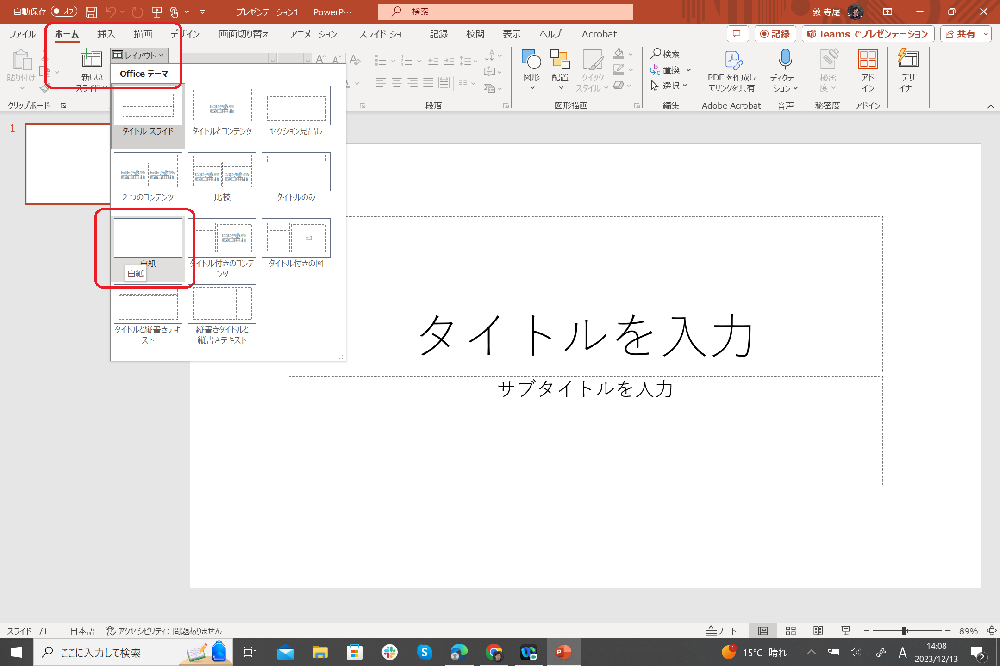 自動保存 オフ
プレゼンテーション1 - PowerP…
検索
敦 寺尾
ファイル ホーム 挿入 描画 デザイン 画面切り替え アニメーション スライド ショー 記録 校閲 表示 ヘルプ Acrobat
記録
Teams でプレゼンテーション
共有
貼り付け
クリップボード
新しい
スライド
レイアウト
段落
図形
配置
クイック
スタイル
図形描画
検索
置換
選択
編集
PDF を作成し
てリンクを共有
Adobe Acrobat
ディクテー
ション
音声
秘密
度
秘密度
アド
イン
アドイン
デザ
イナー
Office テーマ
タイトル スライド
タイトルとコンテンツ
セクション見出し
2 つのコンテンツ
比較
タイトルのみ
白紙
白紙
タイトル付きのコンテ
ンツ
タイトル付きの図
タイトルと縦書きテキ
スト
縦書きタイトルと
縦書きテキスト
1
タイトルを入力
サブタイトルを入力
スライド 1/1
日本語
アクセシビリティ: 問題ありません
ノート
89%
ここに入力して検索
1
15°C 晴れ
A
14:08
2023/12/13
2